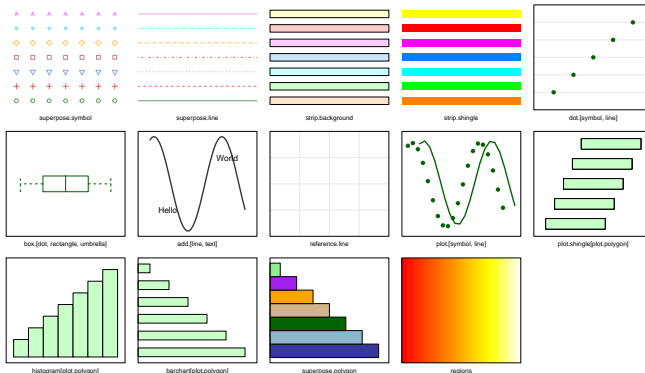 superpose.symbol
superpose.line
strip.background
strip.shingle
dot.[symbol, line]
World
Hello
box.[dot, rectangle, umbrella]
add.[line, text]
reference.line
plot.[symbol, line]
plot.shingle[plot.polygon]
histogram[plot.polygon]
barchart[plot.polygon]
superpose.polygon
regions